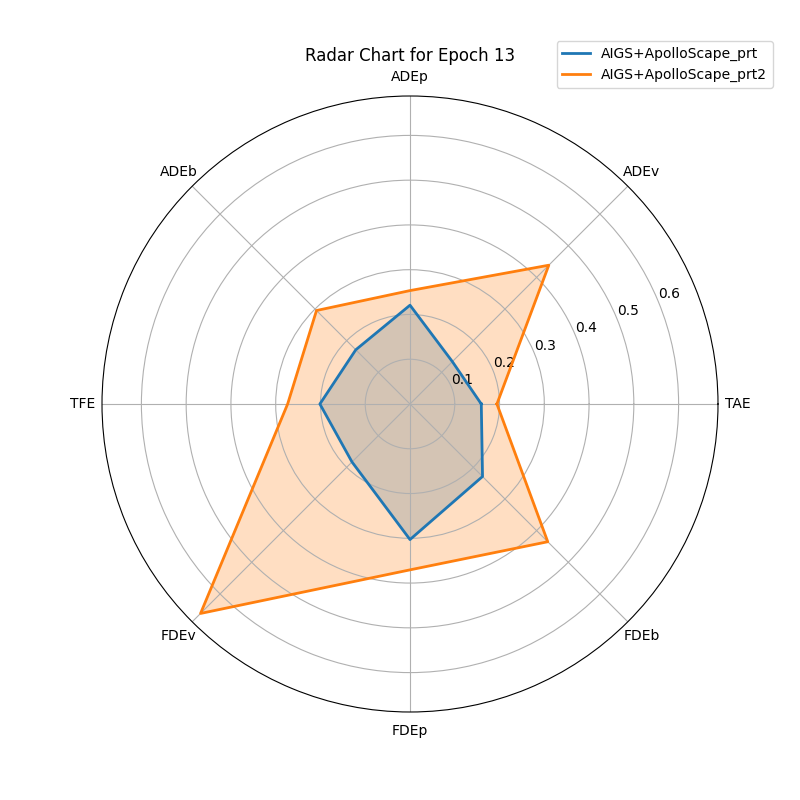 Radar Chart for Epoch 13
AIGS+ApolloScape_prt
AIGS+ApolloScape_prt2
ADEp
ADEb
ADEv
0.6
0.5
0.4
0.3
0.2
0.1
TFE
TAE
FDEv
FDEb
FDEp